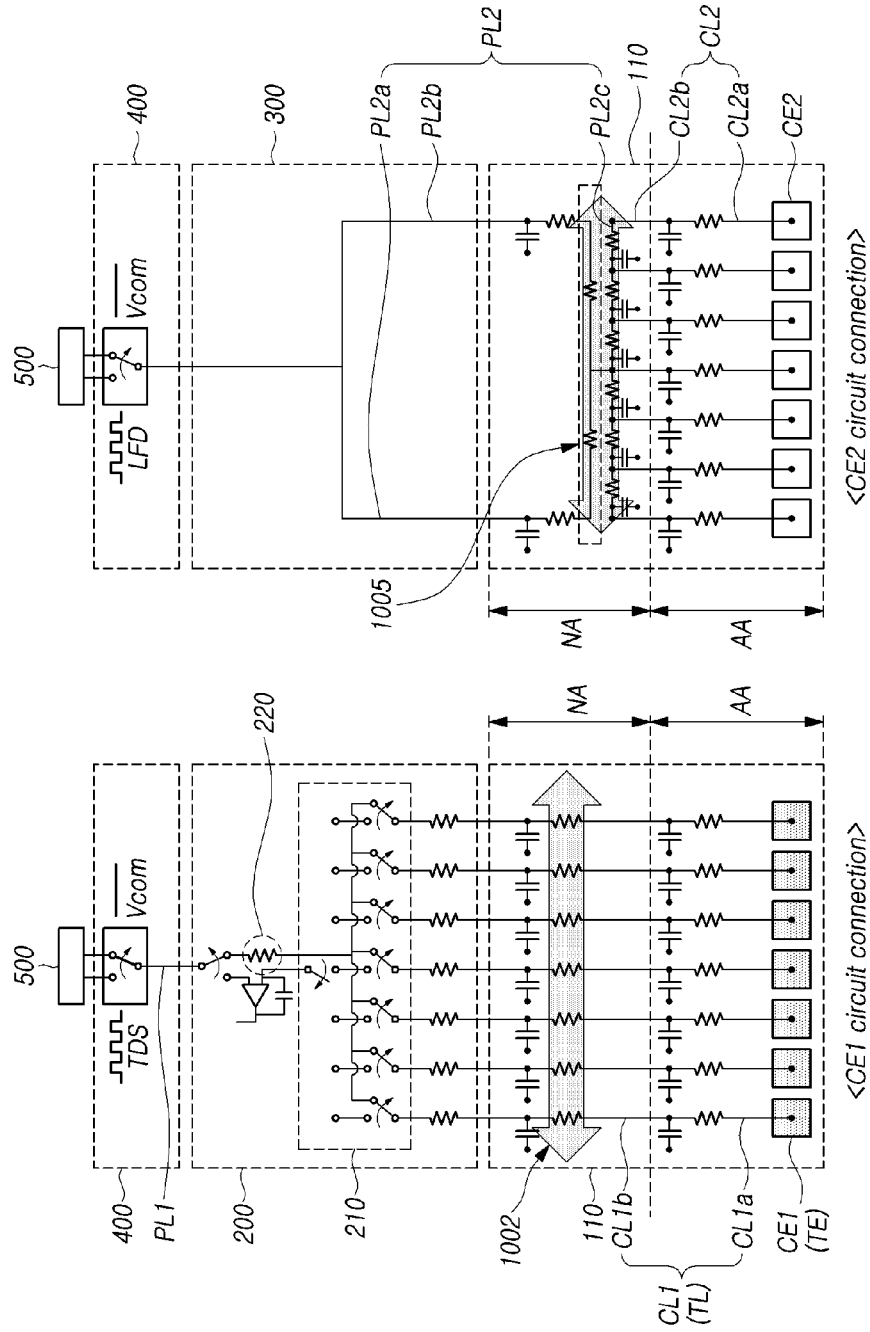 500
400
TDS
Vcom
PL1
200
220
210
1002
110
NA
AA
CL1b
CL1a
CL1
(TL)
CE1
(TE)
<CE1 circuit connection>
500
400
LFD
Vcom
300
PL2a
PL2b
PL2
1005
PL2c
110
NA
AA
CL2b
CL2a
CL2
CE2
<CE2 circuit connection>